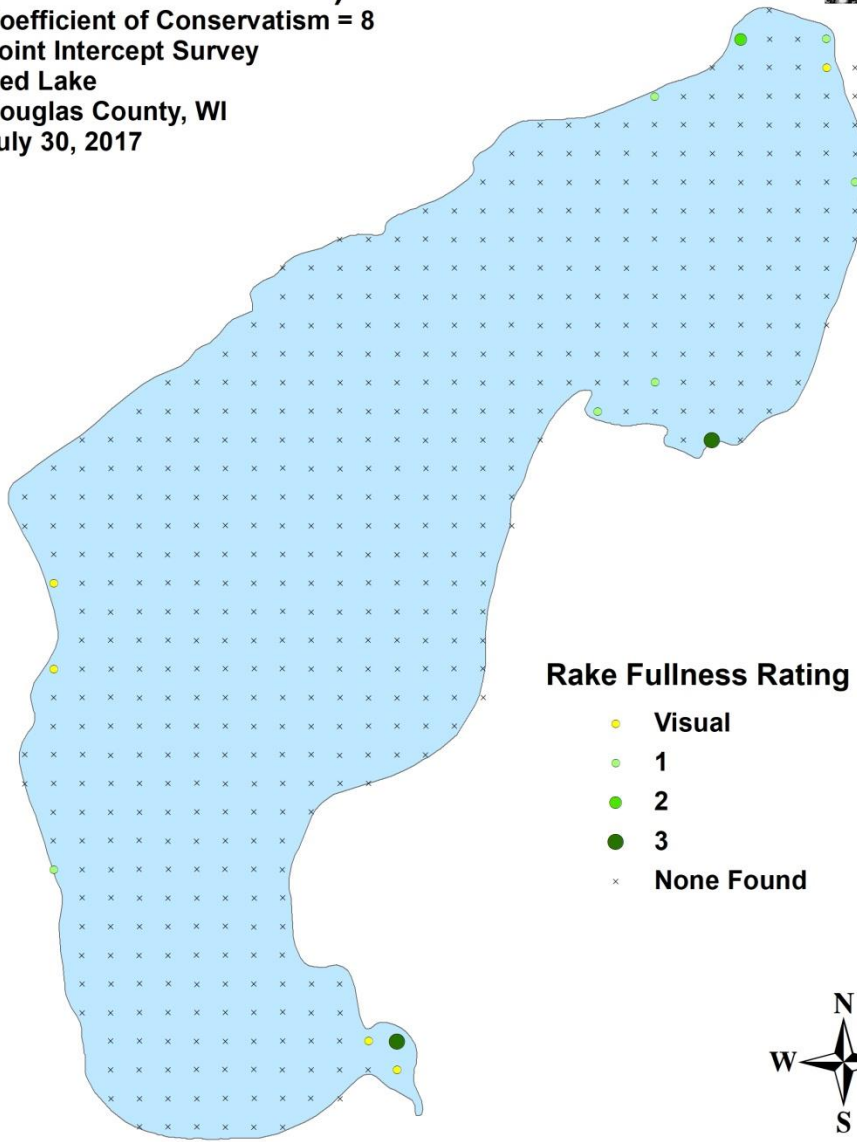 oefficient of Conservatism = 8
oint Intercept Survey
ed Lake
ouglas County, WI
uly 30, 2017
Rake Fullness Rating
Visual
1
2
3
None Found
N
W
S